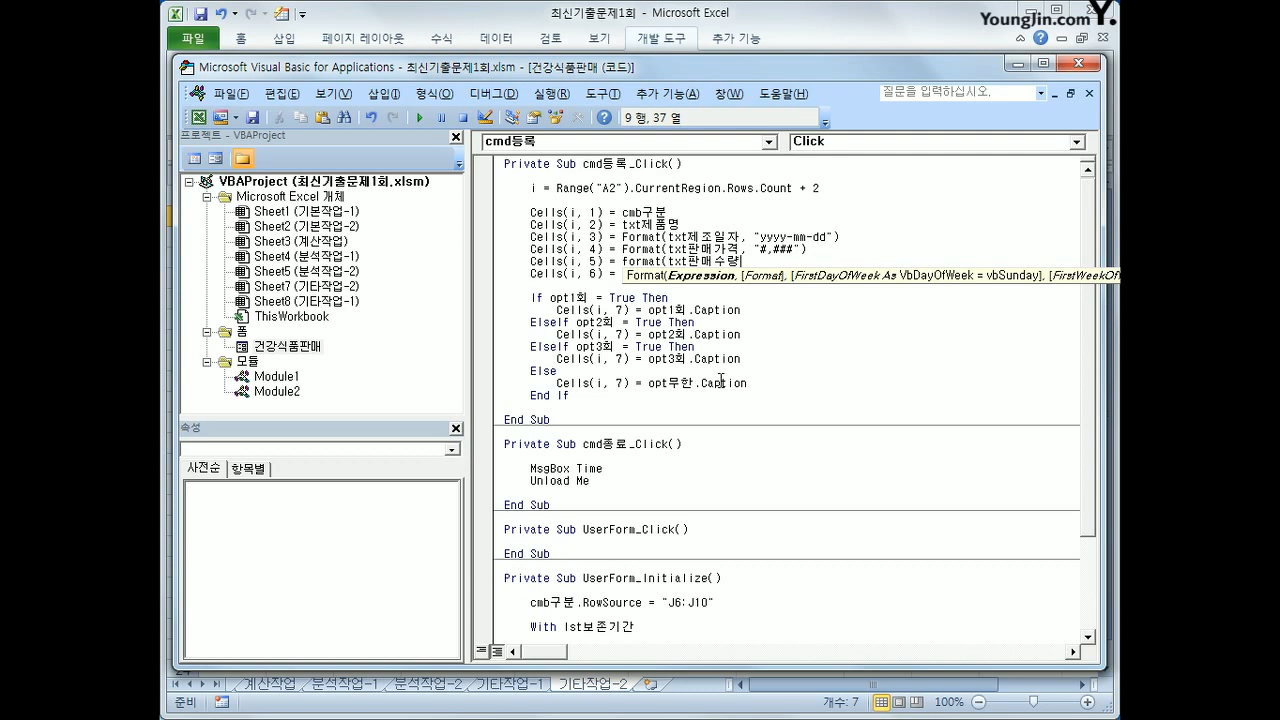 최신기출문제1회 - Microsoft Excel
YoungJin.com Y.
파일 홈 삽입 페이지 레이아웃 수식 데이터 검토 보기 개발 도구 추가 기능
Microsoft Visual Basic for Applications - 최신기출문제1회.xlsm - [건강식품판매 (코드)]
파일(F) 편집(E) 보기(V) 삽입(I) 형식(O) 디버그(D) 실행(R) 도구(T) 추가 기능(A) 창(W) 도움말(H) 질문을 입력하십시오.
9 행, 37 열
프로젝트 - VBAProject
VBAProject (최신기출문제1회.xlsm)
Microsoft Excel 개체
Sheet1 (기본작업-1)
Sheet2 (기본작업-2)
Sheet3 (계산작업)
Sheet4 (분석작업-1)
Sheet5 (분석작업-2)
Sheet7 (기타작업-1)
Sheet8 (기타작업-2)
ThisWorkbook
폼
건강식품판매
모듈
Module1
Module2
속성
사전순 항목별
cmd등록 Click
Private Sub cmd등록_Click()
i = Range("A2").CurrentRegion.Rows.Count + 2
Cells(i, 1) = cmb구분
Cells(i, 2) = txt제품명
Cells(i, 3) = Format(txt제조일자, "yyyy-mm-dd")
Cells(i, 4) = Format(txt판매가격, "#,###")
Cells(i, 5) = format(txt판매수량
Cells(i, 6) =
Format(Expression, [Format], [FirstDayOfWeek As VbDayOfWeek = vbSunday], [FirstWeekOf
If opt1회 = True Then
Cells(i, 7) = opt1회.Caption
ElseIf opt2회 = True Then
Cells(i, 7) = opt2회.Caption
ElseIf opt3회 = True Then
Cells(i, 7) = opt3회.Caption
Else
Cells(i, 7) = opt무한.Caption
End If
End Sub
Private Sub cmd종료_Click()
MsgBox Time
Unload Me
End Sub
Private Sub UserForm_Click()
End Sub
Private Sub UserForm_Initialize()
cmb구분.RowSource = "J6:J10"
With lst보존기간
계산작업 분석작업-1 분석작업-2 기타작업-1 기타작업-2
준비 개수: 7 100%